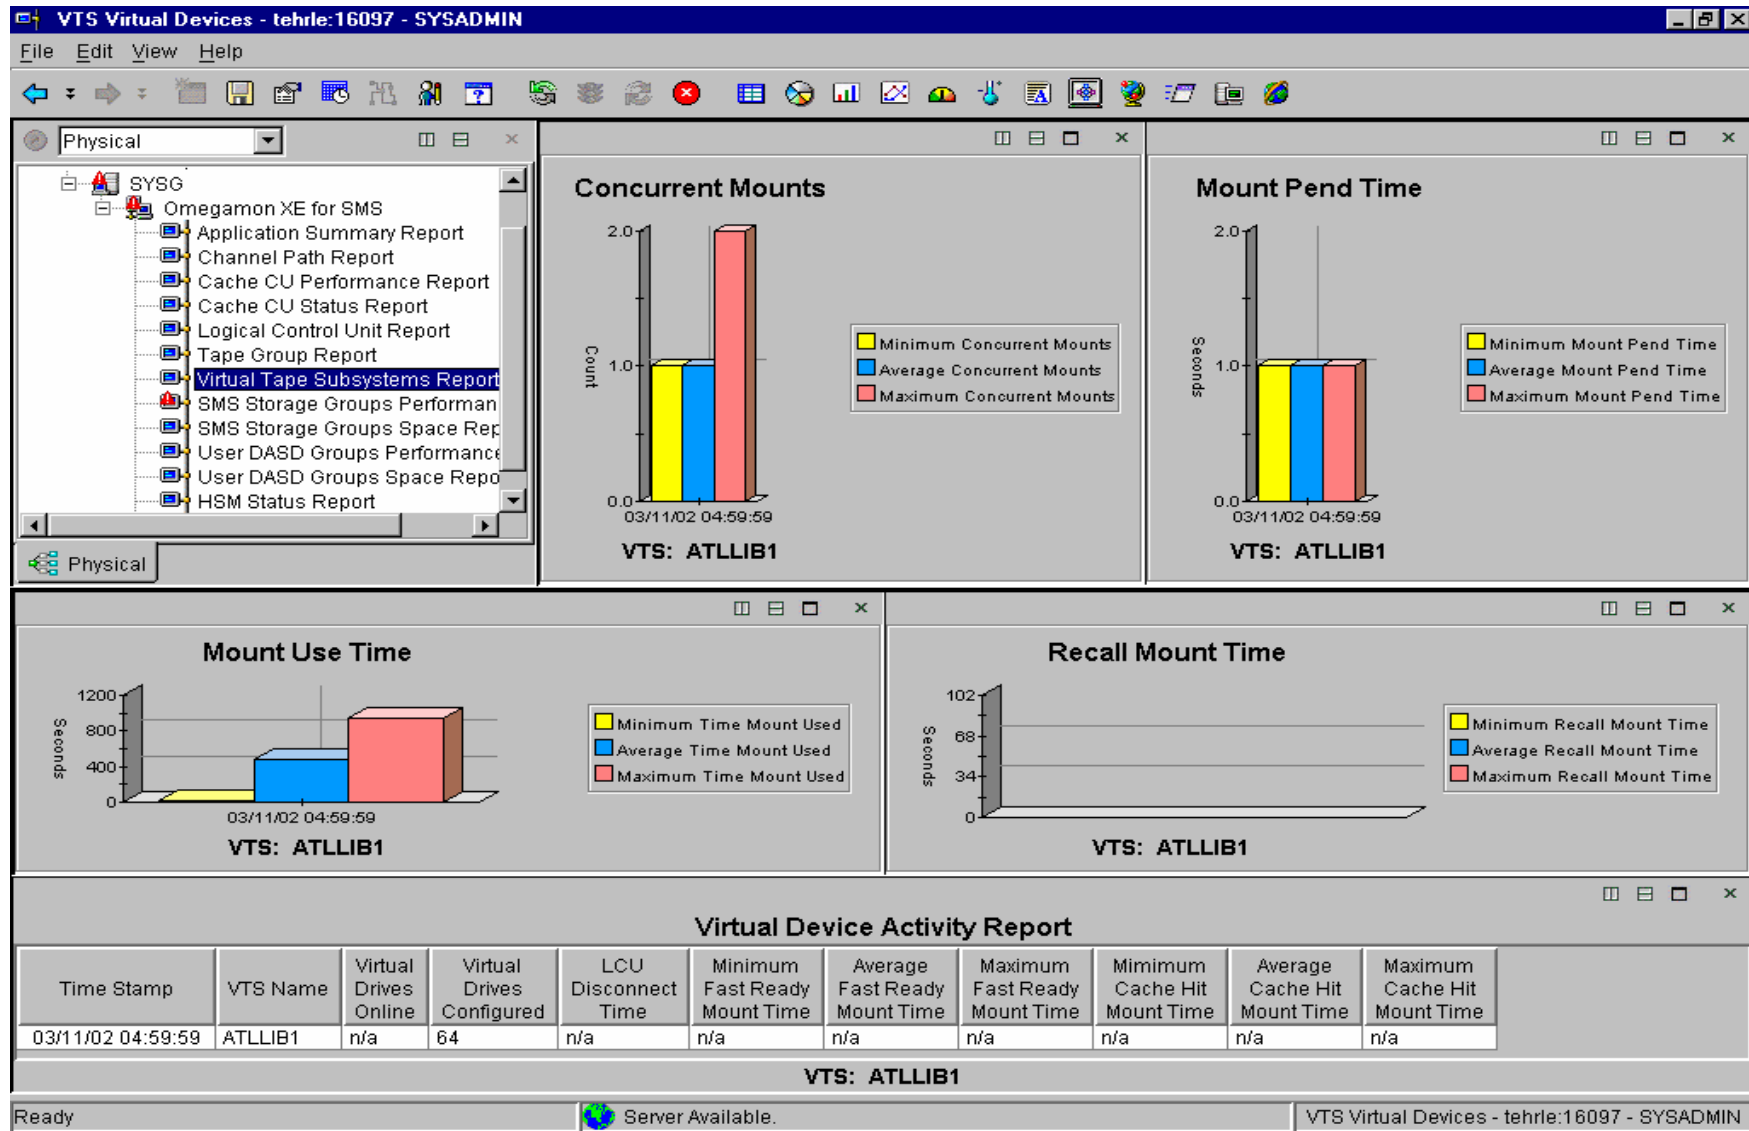 VTS Virtual Devices - tehrle:16097 - SYSADMIN
File Edit View Help
Physical
SYSG
Omegamon XE for SMS
Application Summary Report
Channel Path Report
Cache CU Performance Report
Cache CU Status Report
Logical Control Unit Report
Tape Group Report
Virtual Tape Subsystems Report
SMS Storage Groups Performan
SMS Storage Groups Space Rep
User DASD Groups Performance
User DASD Groups Space Repo
HSM Status Report
Physical
Concurrent Mounts
2.0
1.0
0.0
Count
03/11/02 04:59:59
Minimum Concurrent Mounts
Average Concurrent Mounts
Maximum Concurrent Mounts
VTS: ATLLIB1
Mount Pend Time
2.0
1.0
0.0
Seconds
03/11/02 04:59:59
Minimum Mount Pend Time
Average Mount Pend Time
Maximum Mount Pend Time
VTS: ATLLIB1
Mount Use Time
1200
800
400
0
Seconds
03/11/02 04:59:59
Minimum Time Mount Used
Average Time Mount Used
Maximum Time Mount Used
VTS: ATLLIB1
Recall Mount Time
102
68
34
0
Seconds
Minimum Recall Mount Time
Average Recall Mount Time
Maximum Recall Mount Time
VTS: ATLLIB1
Virtual Device Activity Report
Time Stamp
VTS Name
Virtual
Drives
Online
Virtual
Drives
Configured
LCU
Disconnect
Time
Minimum
Fast Ready
Mount Time
Average
Fast Ready
Mount Time
Maximum
Fast Ready
Mount Time
Mimimum
Cache Hit
Mount Time
Average
Cache Hit
Mount Time
Maximum
Cache Hit
Mount Time
03/11/02 04:59:59 ATLLIB1 n/a 64 n/a n/a n/a n/a n/a n/a n/a
VTS: ATLLIB1
Ready
Server Available.
VTS Virtual Devices - tehrle:16097 - SYSADMIN